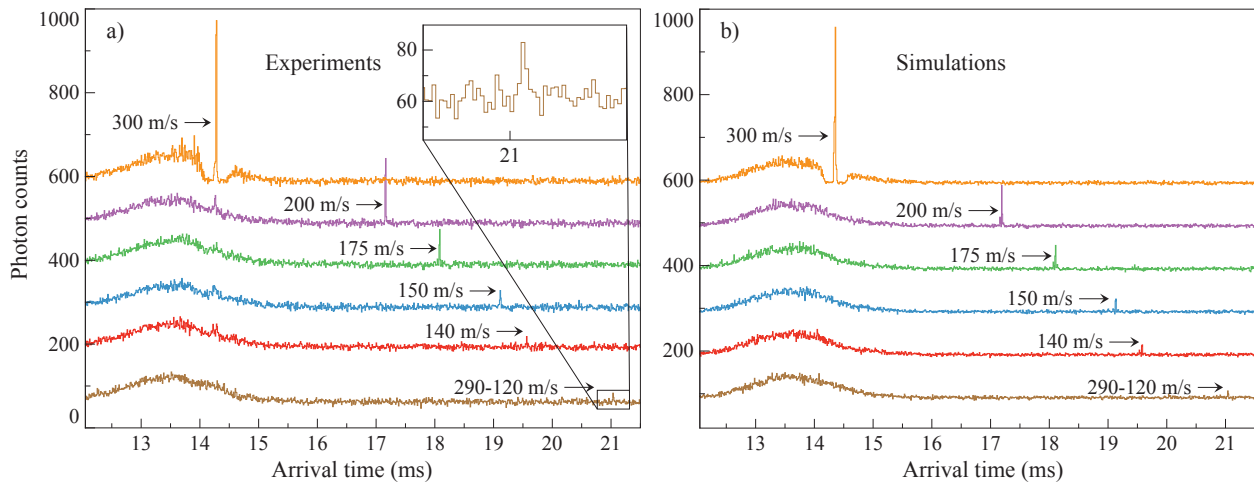 a)
Experiments
1000
800
600
400
200
0
Photon counts
300 m/s
200 m/s
175 m/s
150 m/s
140 m/s
290-120 m/s
80
60
21
13 14 15 16 17 18 19 20 21
Arrival time (ms)
b)
Simulations
1000
800
600
400
200
300 m/s
200 m/s
175 m/s
150 m/s
140 m/s
290-120 m/s
13 14 15 16 17 18 19 20 21
Arrival time (ms)